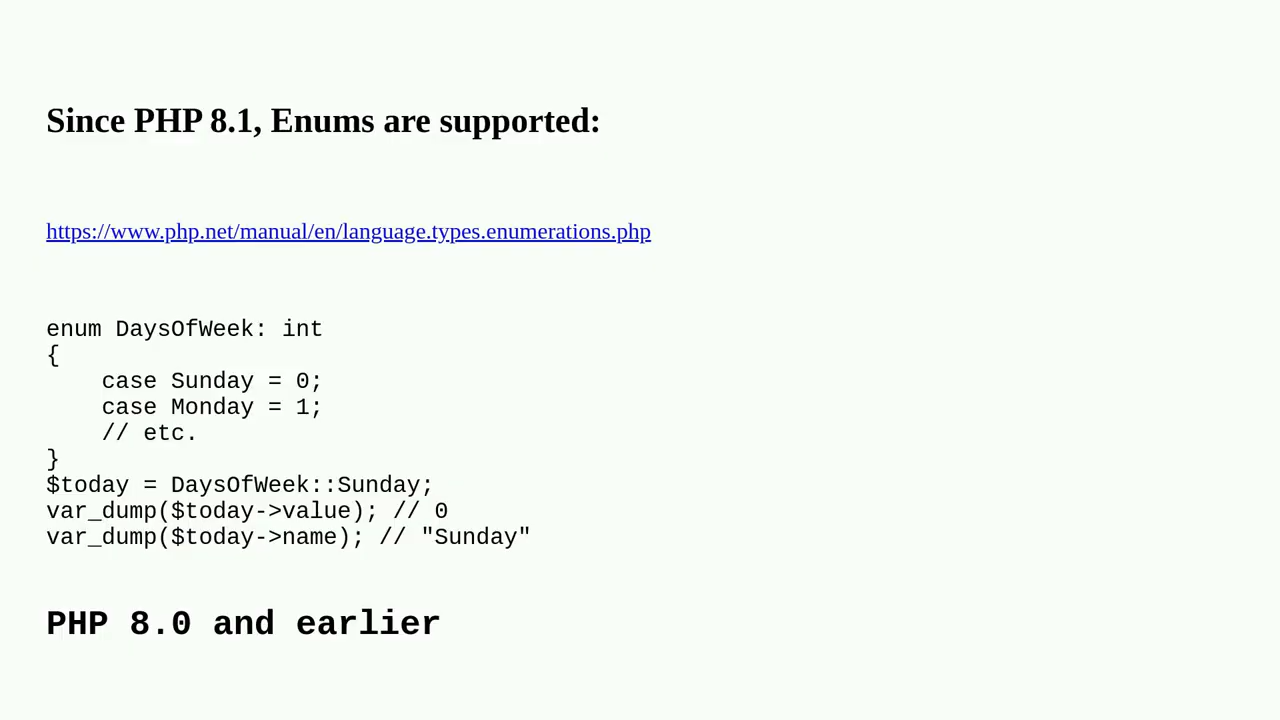 Since PHP 8.1, Enums are supported:
https://www.php.net/manual/en/language.types.enumerations.php
enum DaysOfWeek: int
{
    case Sunday = 0;
    case Monday = 1;
    // etc.
}
$today = DaysOfWeek::Sunday;
var_dump($today->value); // 0
var_dump($today->name); // "Sunday"
PHP 8.0 and earlier